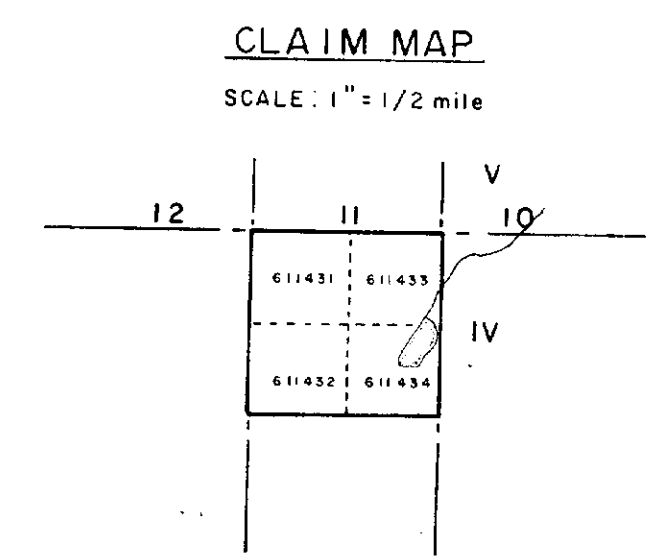 CLAIM MAP
SCALE: 1" = 1/2 mile
V
12 11 10
611431 611433
IV
611432 611434